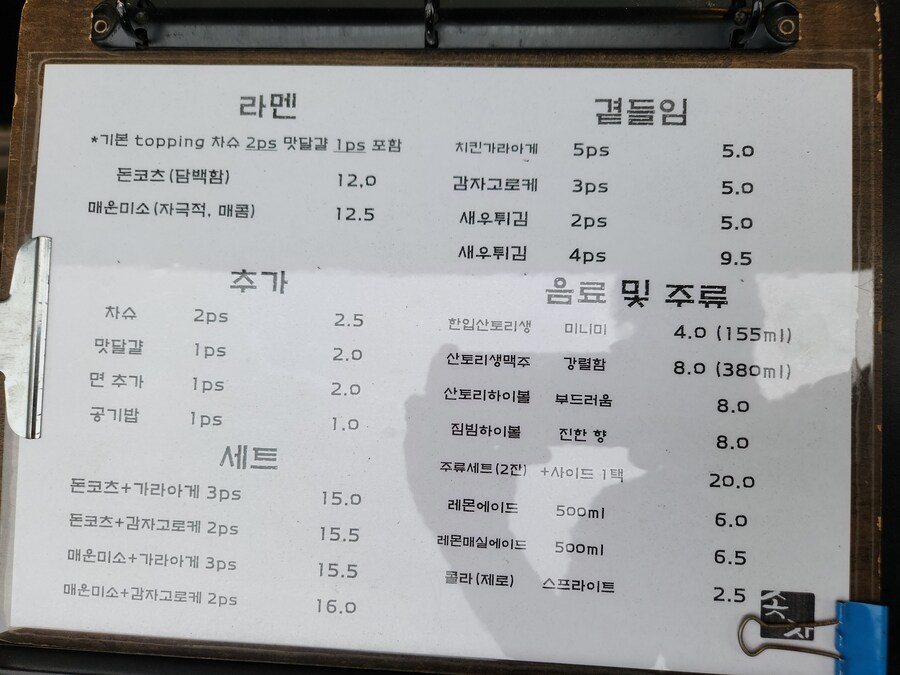 라멘
*기본 topping 차슈 2ps 맛달걀 1ps 포함
돈코츠(담백함) 12.0
매운미소(자극적, 매콤) 12.5
추가
차슈 2ps 2.5
맛달걀 1ps 2.0
면 추가 1ps 2.0
공기밥 1ps 1.0
세트
돈코츠+가라아게 3ps 15.0
돈코츠+감자고로케 2ps 15.5
매운미소+가라아게 3ps 15.5
매운미소+감자고로케 2ps 16.0
곁들임
치킨가라아게 5ps 5.0
감자고로케 3ps 5.0
새우튀김 2ps 5.0
새우튀김 4ps 9.5
음료 및 주류
한입산토리생 미니미 4.0 (155ml)
산토리생맥주 강렬함 8.0 (380ml)
산토리하이볼 부드러움 8.0
짐빔하이볼 진한 향 8.0
주류세트(2잔) +사이드 1택 20.0
레몬에이드 500ml 6.0
레몬매실에이드 500ml 6.5
콜라(제로) 스프라이트 2.5